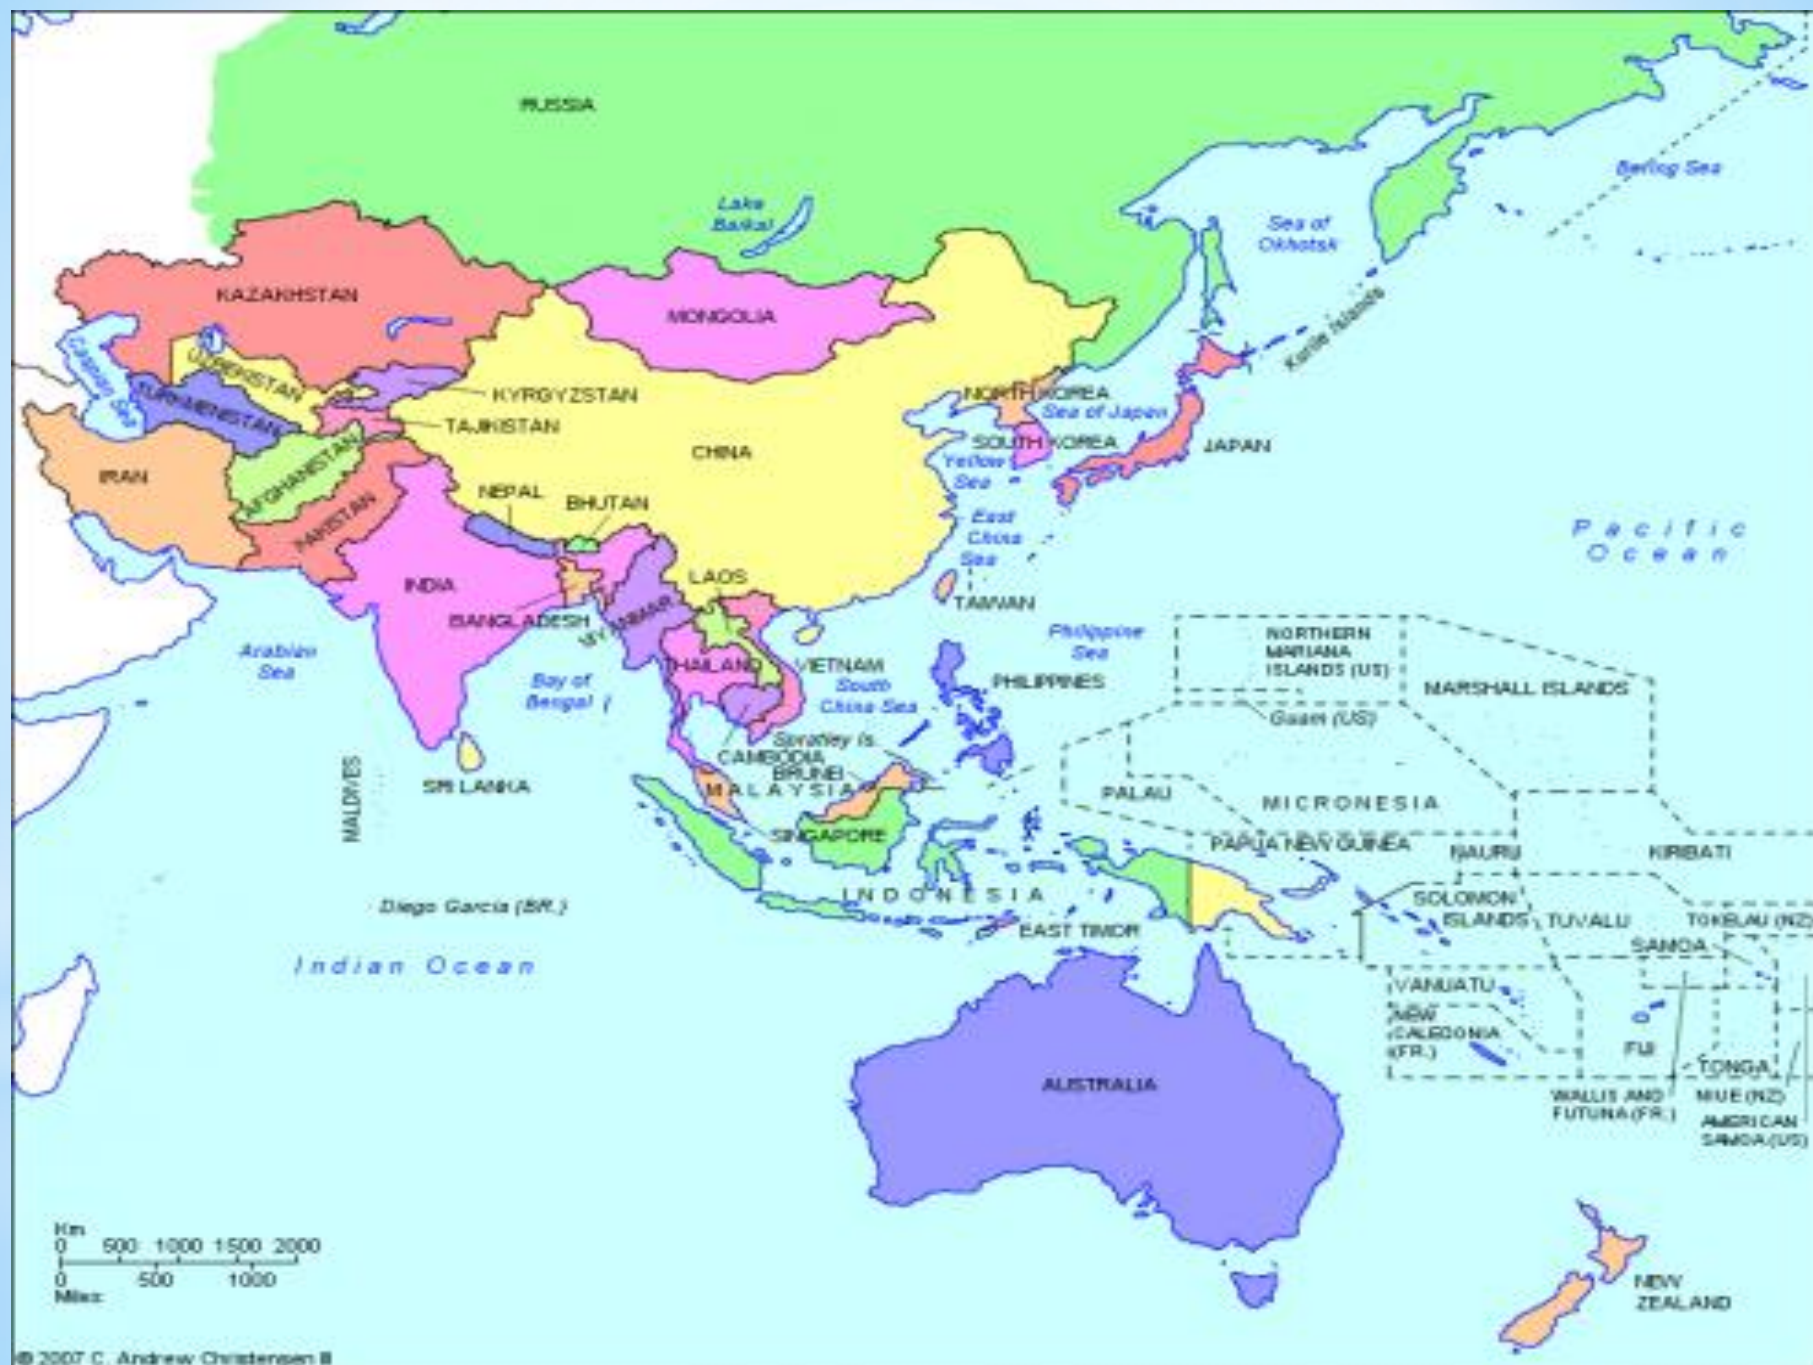 RUSSIA
Bering Sea
Lake
Baikal
Sea of
Okhotsk
KAZAKHSTAN
MONGOLIA
Kurile Islands
Caspian Sea
UZBEKISTAN
TURKMENISTAN
KYRGYZSTAN
NORTH KOREA
Sea of Japan
TAJIKISTAN
SOUTH KOREA
JAPAN
CHINA
AFGHANISTAN
IRAN
Yellow
Sea
NEPAL
BHUTAN
PAKISTAN
East
China
Sea
Pacific
Ocean
INDIA
LAOS
TAIWAN
BANGLADESH
MYANMAR
Philippine
Sea
NORTHERN
MARIANA
ISLANDS (US)
Arabian
Sea
THAILAND
VIETNAM
Bay of
Bengal
South
China Sea
PHILIPPINES
MARSHALL ISLANDS
Guam (US)
Spratley Is.
CAMBODIA
BRUNEI
MALAYSIA
MALDIVES
SRI LANKA
PALAU
MICRONESIA
SINGAPORE
PAPUA NEW GUINEA
NAURU
KIRIBATI
INDONESIA
Diego Garcia (BR.)
SOLOMON
ISLANDS
TUVALU
TOKELAU (NZ)
EAST TIMOR
SAMOA
Indian Ocean
VANUATU
NEW
CALEDONIA
(FR.)
FIJI
TONGA
AUSTRALIA
WALLIS AND
FUTUNA (FR.)
NIUE (NZ)
AMERICAN
SAMOA (US)
Km
0 500 1000 1500 2000
0 500 1000
Miles
NEW
ZEALAND
© 2007 C. Andrew Christensen II